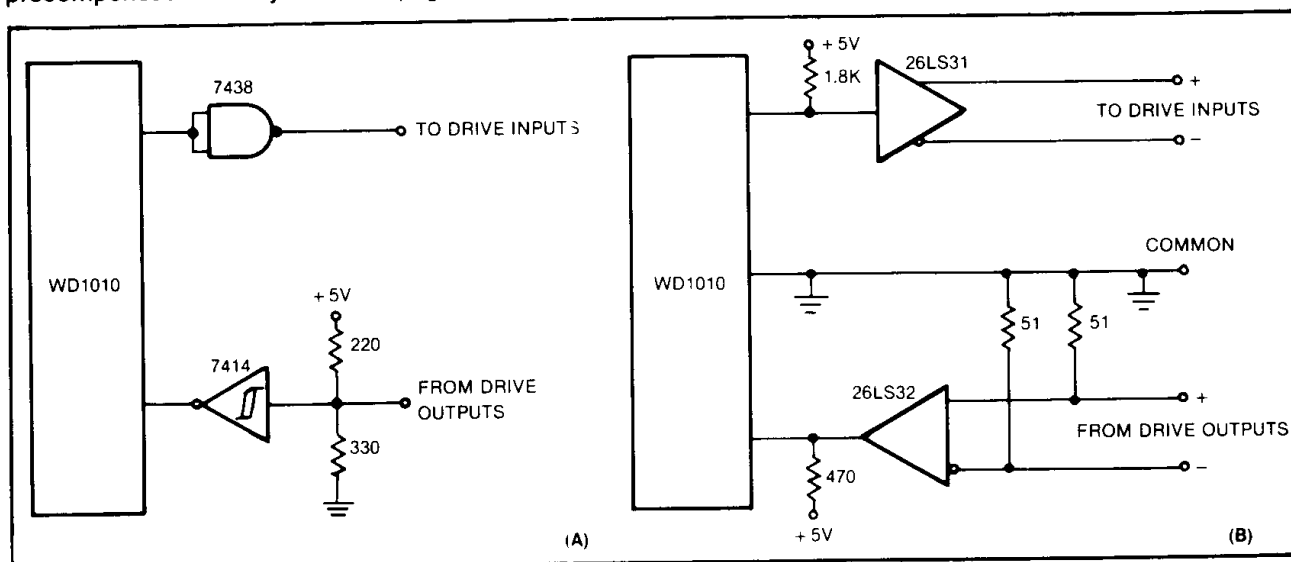 7438
TO DRIVE INPUTS
WD1010
+ 5V
220
7414
FROM DRIVE
OUTPUTS
330
(A)
+ 5V
1.8K
26LS31
+
TO DRIVE INPUTS
−
COMMON
WD1010
51
51
26LS32
+
FROM DRIVE OUTPUTS
−
470
+ 5V
(B)